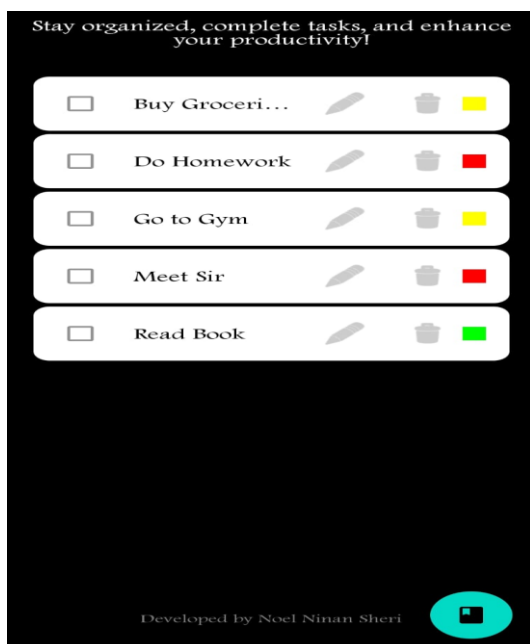 Stay organized, complete tasks, and enhance
your productivity!
Buy Groceri...
Do Homework
Go to Gym
Meet Sir
Read Book
Developed by Noel Ninan Sheri